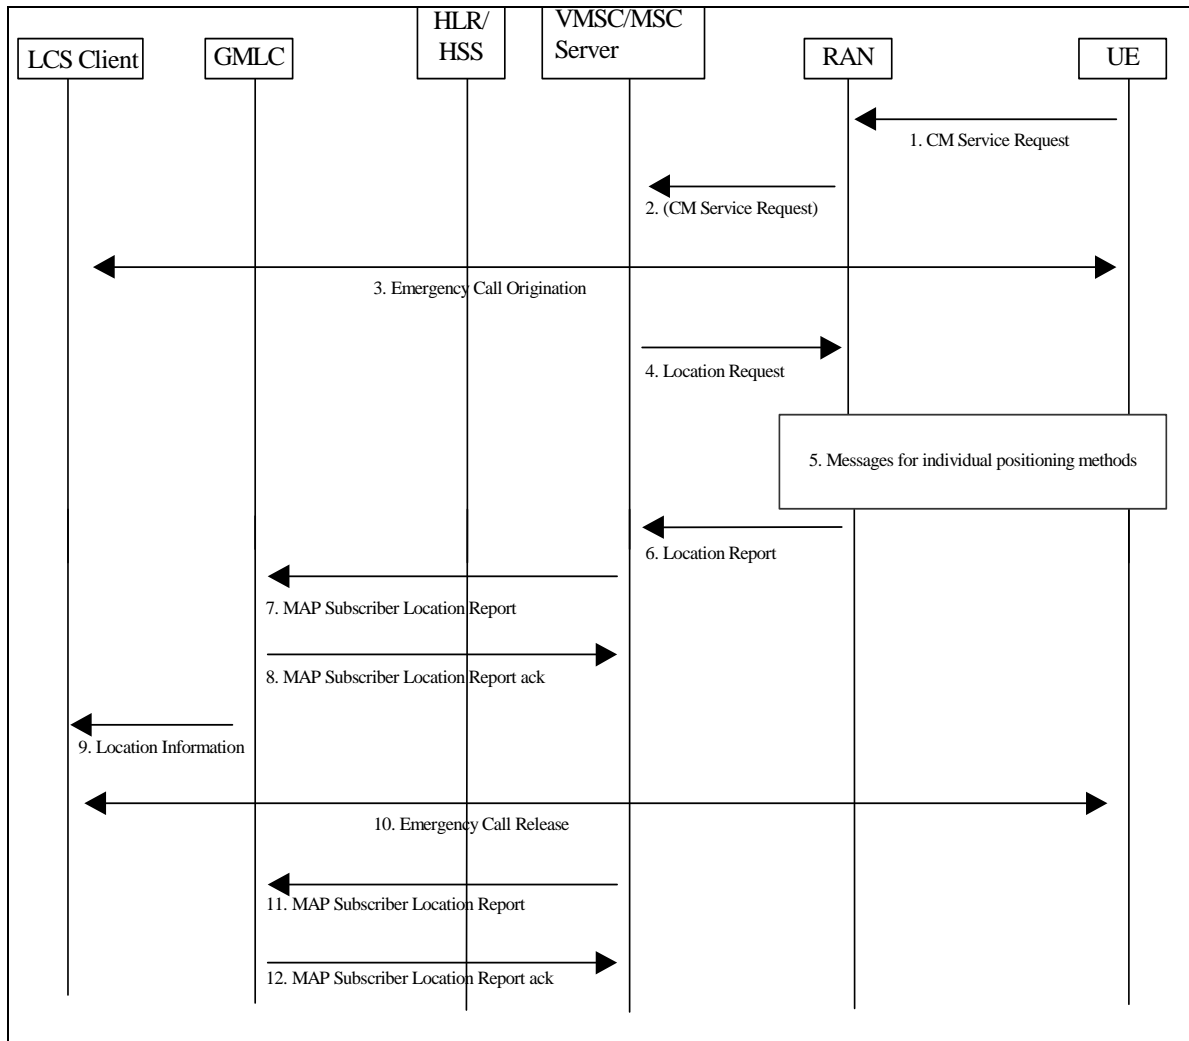 LCS Client
GMLC
HLR/
HSS
VMSC/MSC
Server
RAN
UE
1. CM Service Request
2. (CM Service Request)
3. Emergency Call Origination
4. Location Request
5. Messages for individual positioning methods
6. Location Report
7. MAP Subscriber Location Report
8. MAP Subscriber Location Report ack
9. Location Information
10. Emergency Call Release
11. MAP Subscriber Location Report
12. MAP Subscriber Location Report ack